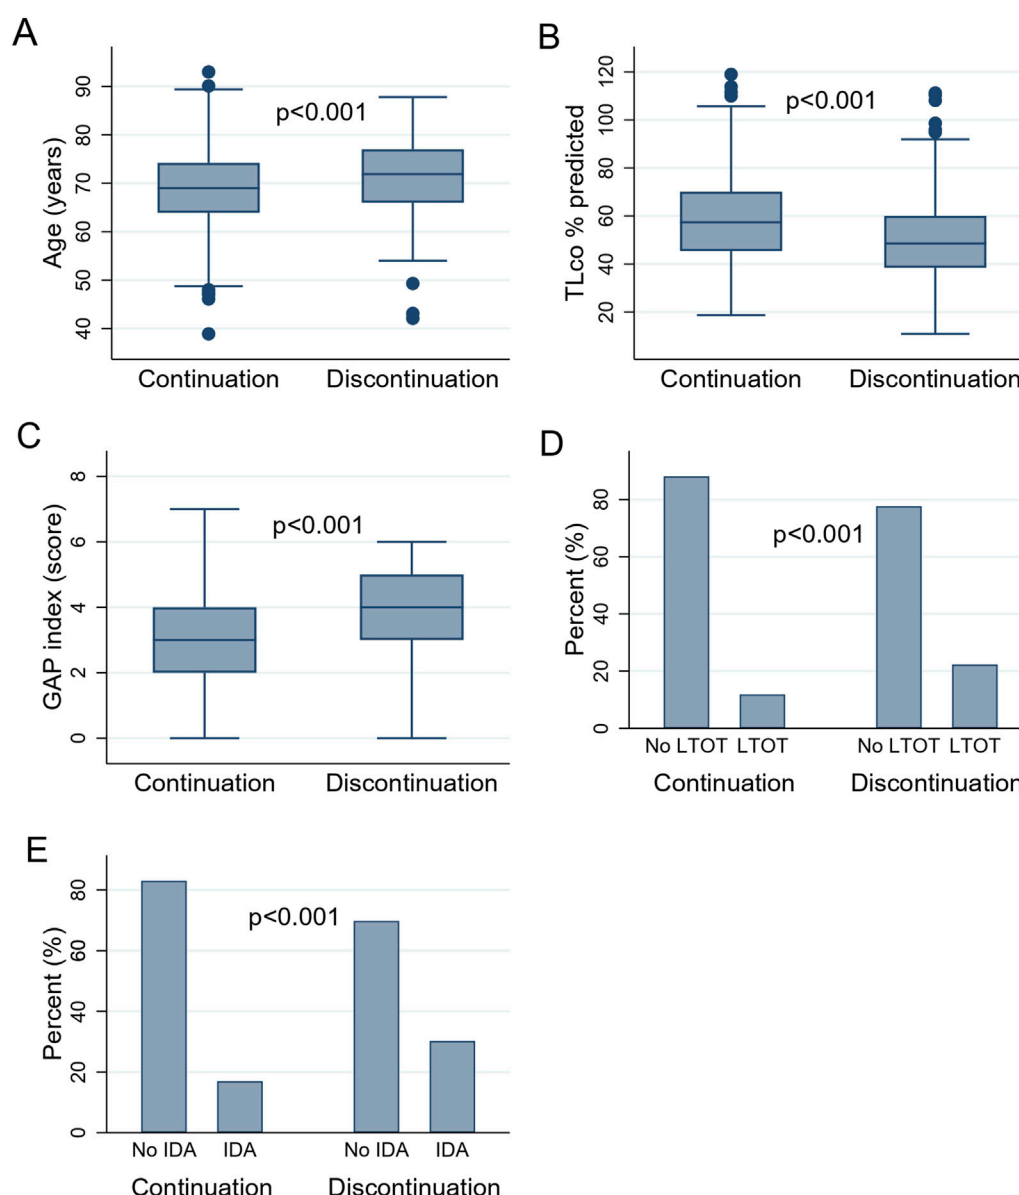 A
Age (years)
90
80
70
60
50
40
p<0.001
Continuation Discontinuation
B
TLco % predicted
120
100
80
60
40
20
p<0.001
Continuation Discontinuation
C
GAP index (score)
8
6
4
2
0
p<0.001
Continuation Discontinuation
D
Percent (%)
80
60
40
20
0
p<0.001
No LTOT LTOT No LTOT LTOT
Continuation Discontinuation
E
Percent (%)
80
60
40
20
0
p<0.001
No IDA IDA No IDA IDA
Continuation Discontinuation